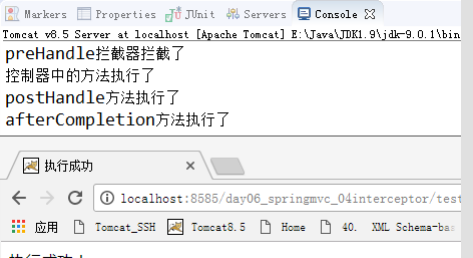 Markers Properties JUnit Servers Console
Tomcat v8.5 Server at localhost [Apache Tomcat] E:\Java\JDK1.9\jdk-9.0.1\bin
preHandle拦截器拦截了
控制器中的方法执行了
postHandle方法执行了
afterCompletion方法执行了
执行成功
localhost:8585/day06_springmvc_04interceptor/test
应用 Tomcat_SSH Tomcat8.5 Home 40. XML Schema-bas
执行成功